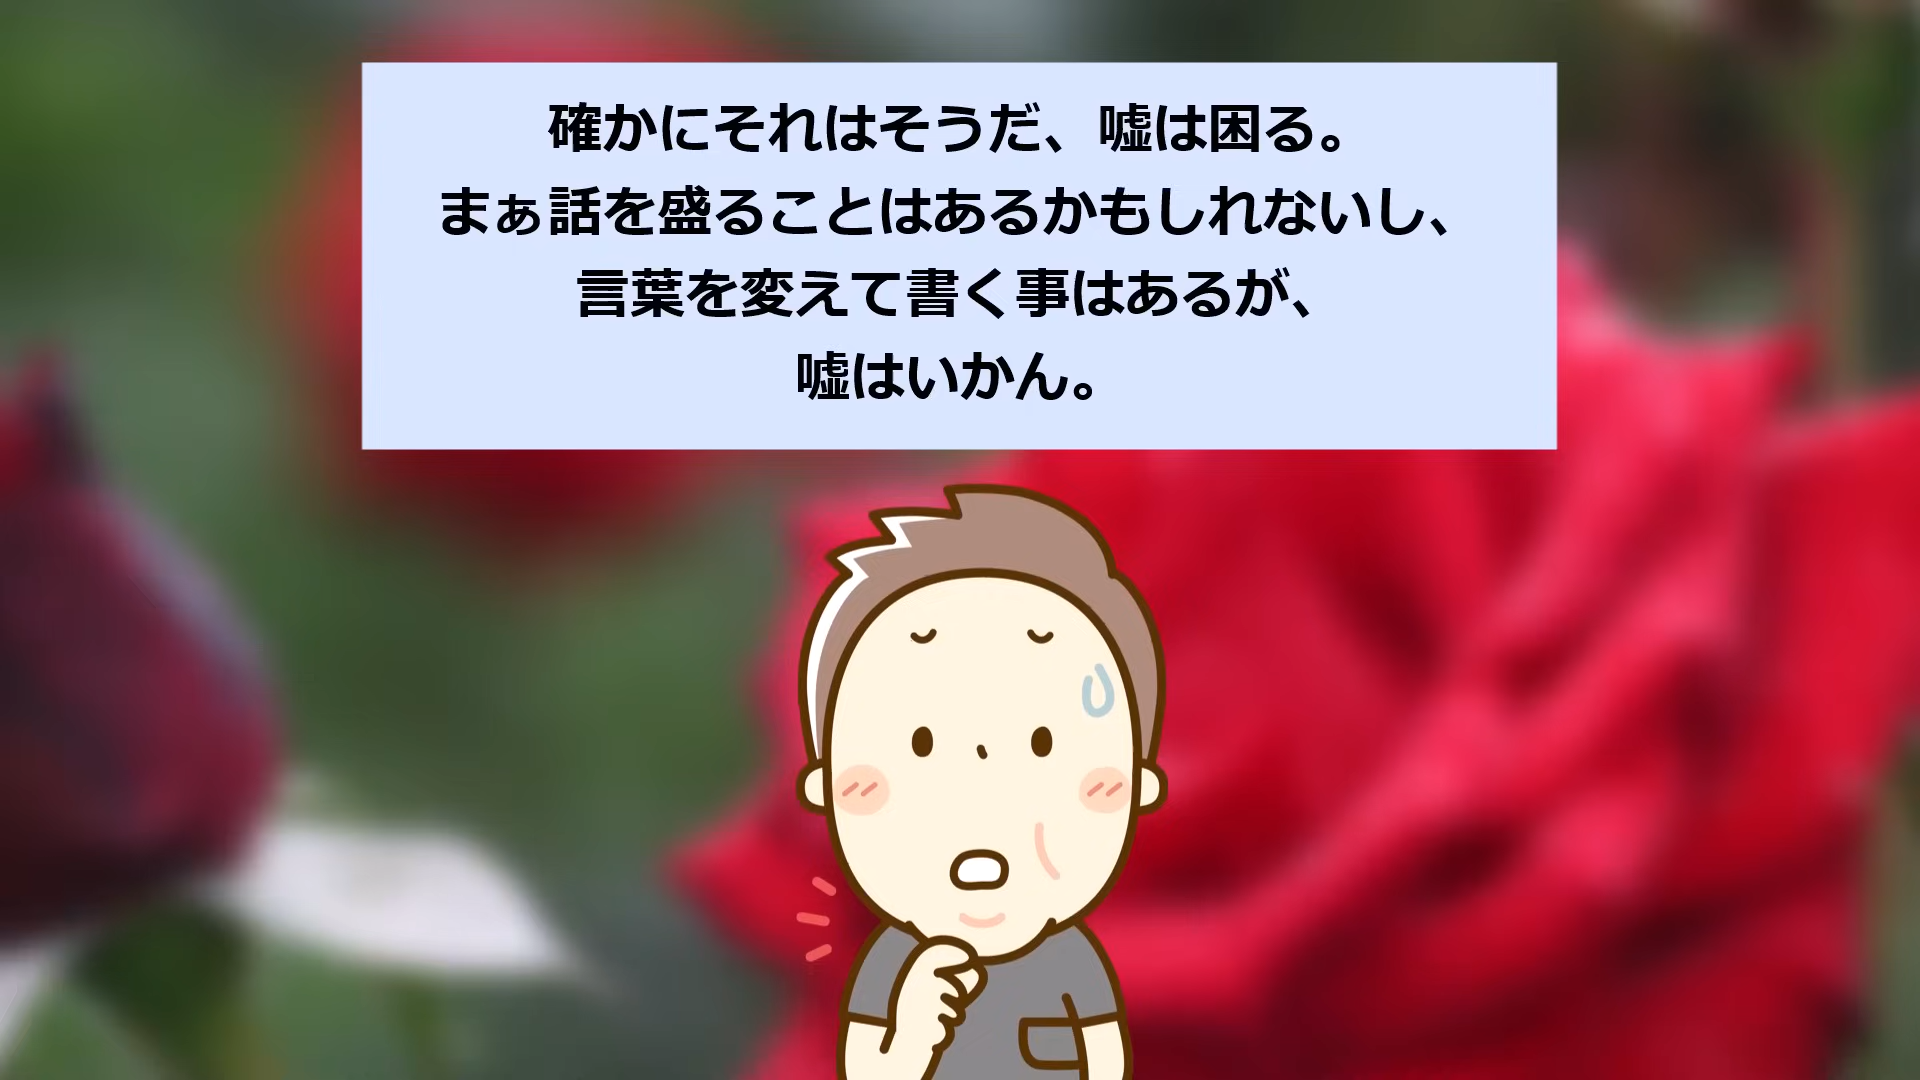 確かにそれはそうだ、嘘は困る。
まぁ話を盛ることはあるかもしれないし、
言葉を変えて書く事はあるが、
嘘はいかん。